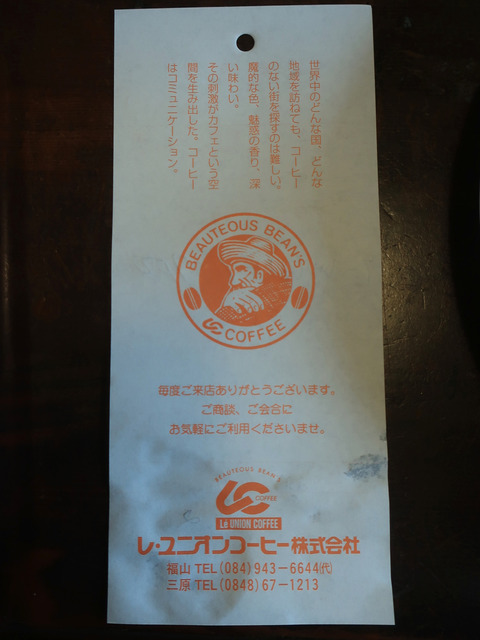 世界中のどんな国、どんな
地域を訪ねても、コーヒー
のない街を探すのは難しい。
魔的な色、魅惑の香り、深
い味わい。
その刺激がカフェという空
間を生み出した。コーヒー
はコミュニケーション。
BEAUTEOUS BEAN'S
COFFEE
毎度ご来店ありがとうございます。
ご商談、ご会合に
お気軽にご利用くださいませ。
BEAUTEOUS BEAN'S
COFFEE
Le UNION COFFEE
レ・ユニオンコーヒー株式会社
福山 TEL(084)943-6644(代)
三原 TEL(0848)67-1213